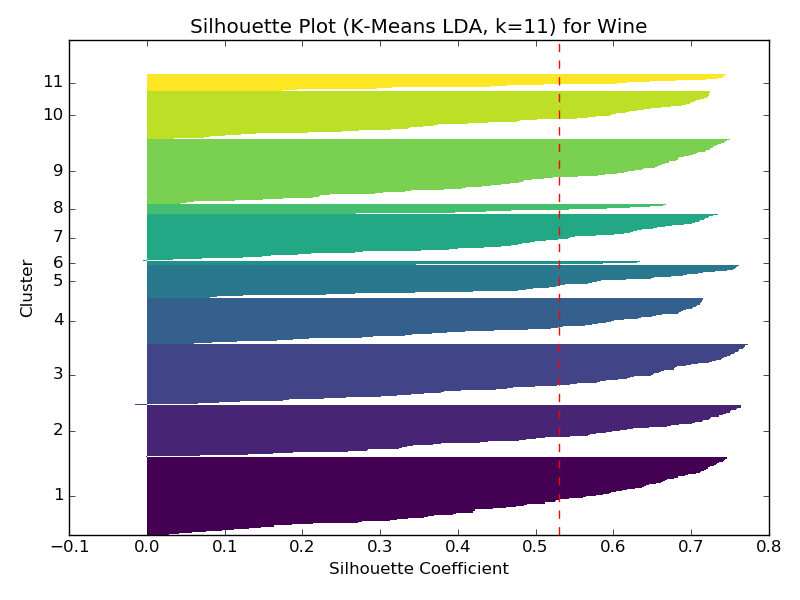 Silhouette Plot (K-Means LDA, k=11) for Wine
11
10
9
8
7
6
5
4
3
2
1
Cluster
−0.1 0.0 0.1 0.2 0.3 0.4 0.5 0.6 0.7 0.8
Silhouette Coefficient